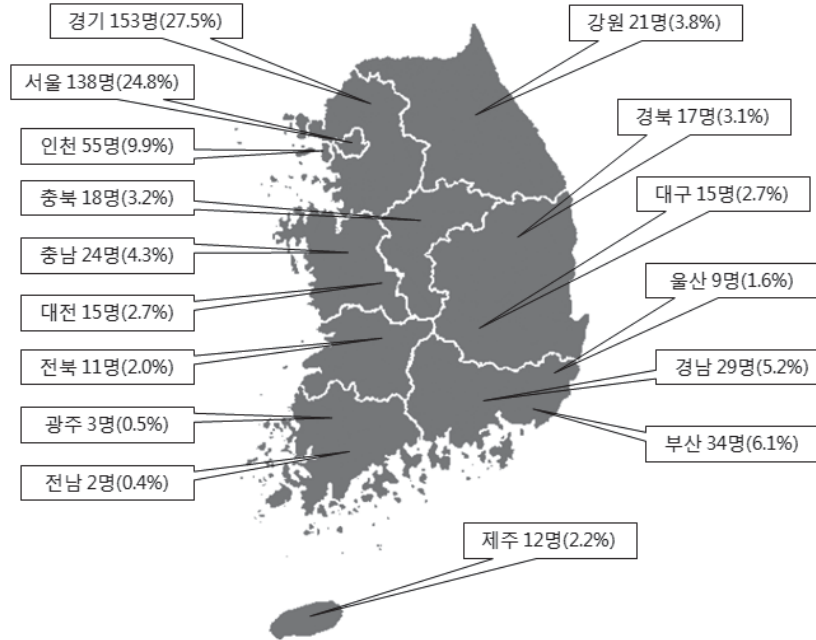 경기 153명(27.5%)
강원 21명(3.8%)
서울 138명(24.8%)
경북 17명(3.1%)
인천 55명(9.9%)
충북 18명(3.2%)
대구 15명(2.7%)
충남 24명(4.3%)
울산 9명(1.6%)
대전 15명(2.7%)
전북 11명(2.0%)
경남 29명(5.2%)
광주 3명(0.5%)
부산 34명(6.1%)
전남 2명(0.4%)
제주 12명(2.2%)